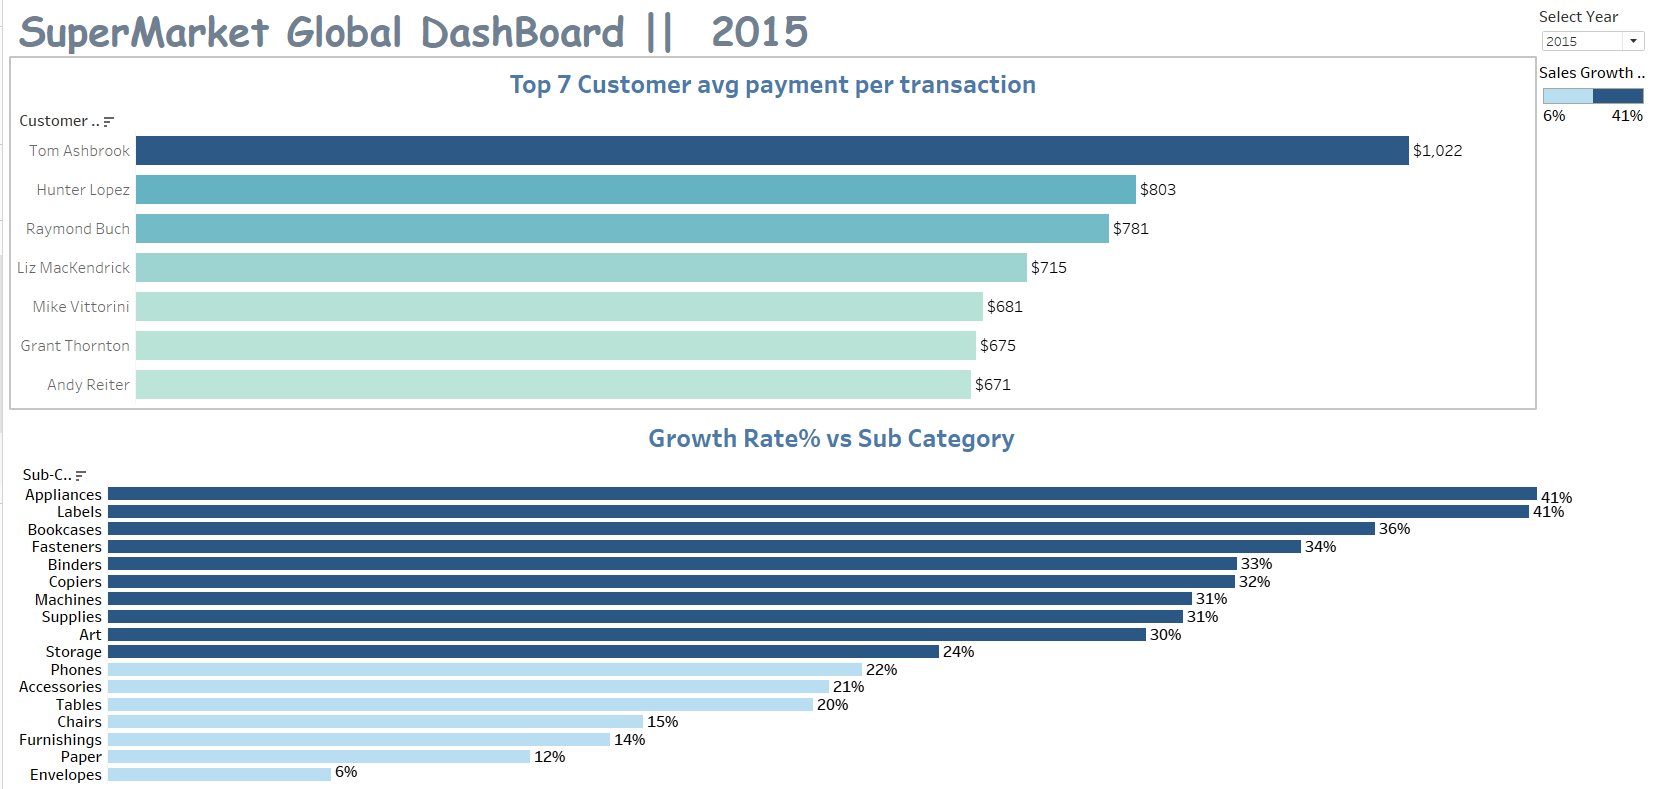 SuperMarket Global DashBoard || 2015
Select Year
2015
Sales Growth ..
6% 41%
Top 7 Customer avg payment per transaction
Customer ..
Tom Ashbrook $1,022
Hunter Lopez $803
Raymond Buch $781
Liz MacKendrick $715
Mike Vittorini $681
Grant Thornton $675
Andy Reiter $671
Growth Rate% vs Sub Category
Sub-C..
Appliances 41%
Labels 41%
Bookcases 36%
Fasteners 34%
Binders 33%
Copiers 32%
Machines 31%
Supplies 31%
Art 30%
Storage 24%
Phones 22%
Accessories 21%
Tables 20%
Chairs 15%
Furnishings 14%
Paper 12%
Envelopes 6%